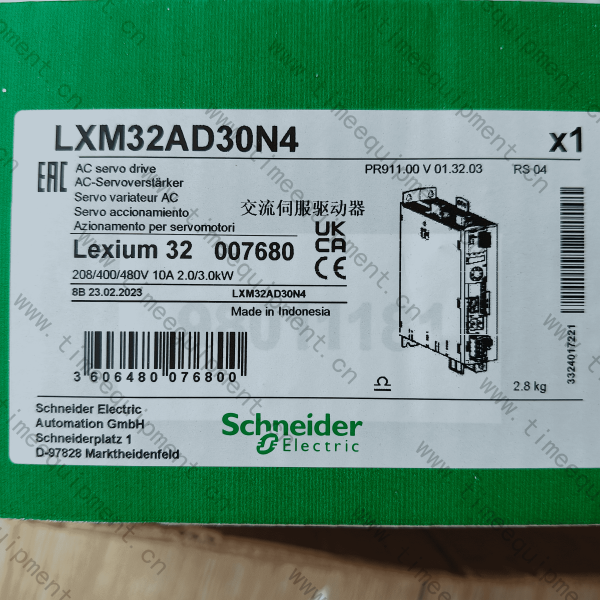 LXM32AD30N4
x1
EAC
AC servo drive
PR911.00 V 01.32.03
RS 04
AC-Servoverstärker
Servo variateur AC
Servo accionamiento
交流伺服驱动器
Azionamento per servomotori
UK
CA
Lexium 32 007680
CE
208/400/480V 10A 2.0/3.0kW
8B 23.02.2023
LXM32AD30N4
Made in Indonesia
3 606480 076800
2.8 kg
3324017221
Schneider Electric
Automation GmbH
Schneiderplatz 1
D-97828 Marktheidenfeld
Schneider
Electric
www.timeequipment.cn